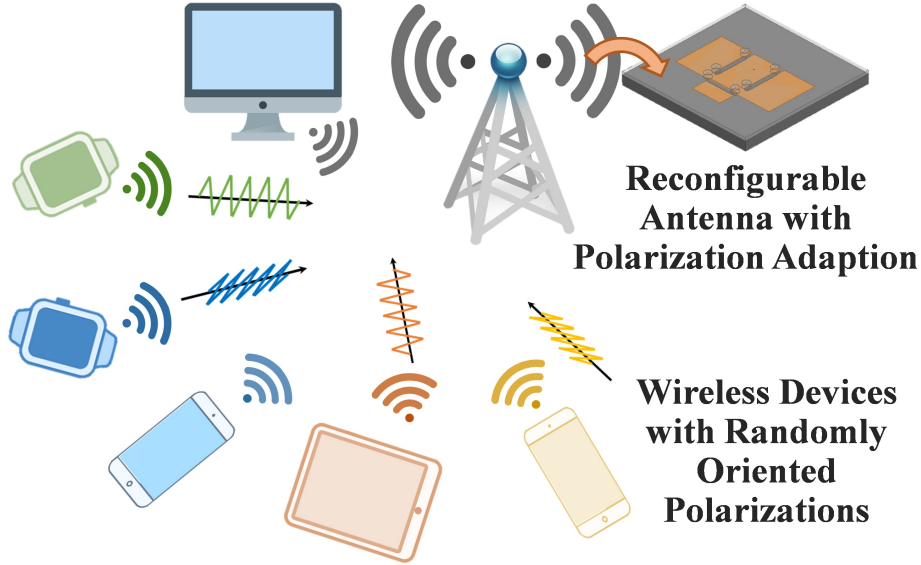 Reconfigurable
Antenna with
Polarization Adaption
Wireless Devices
with Randomly
Oriented
Polarizations